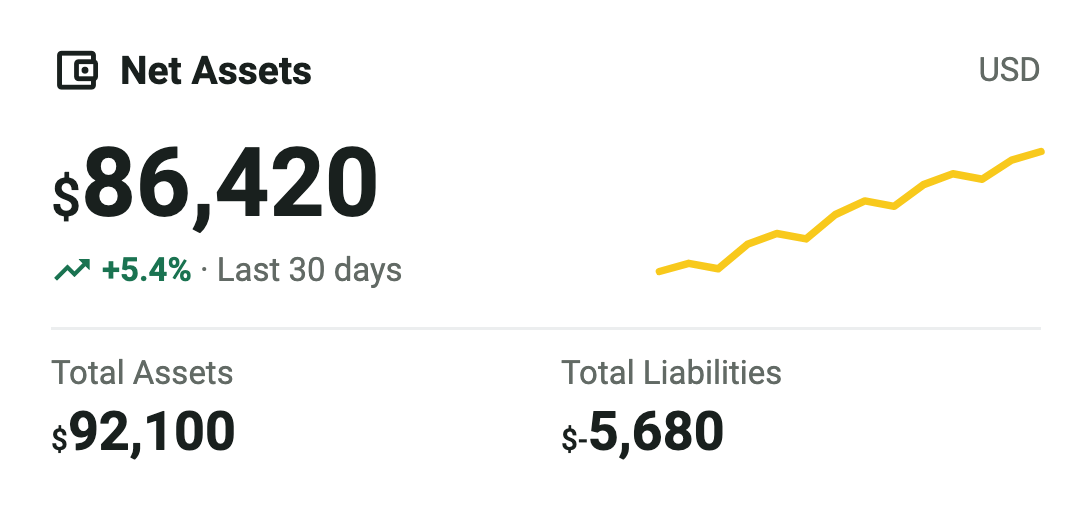 Net Assets
USD
$86,420
+5.4% · Last 30 days
Total Assets
Total Liabilities
$92,100
$-5,680